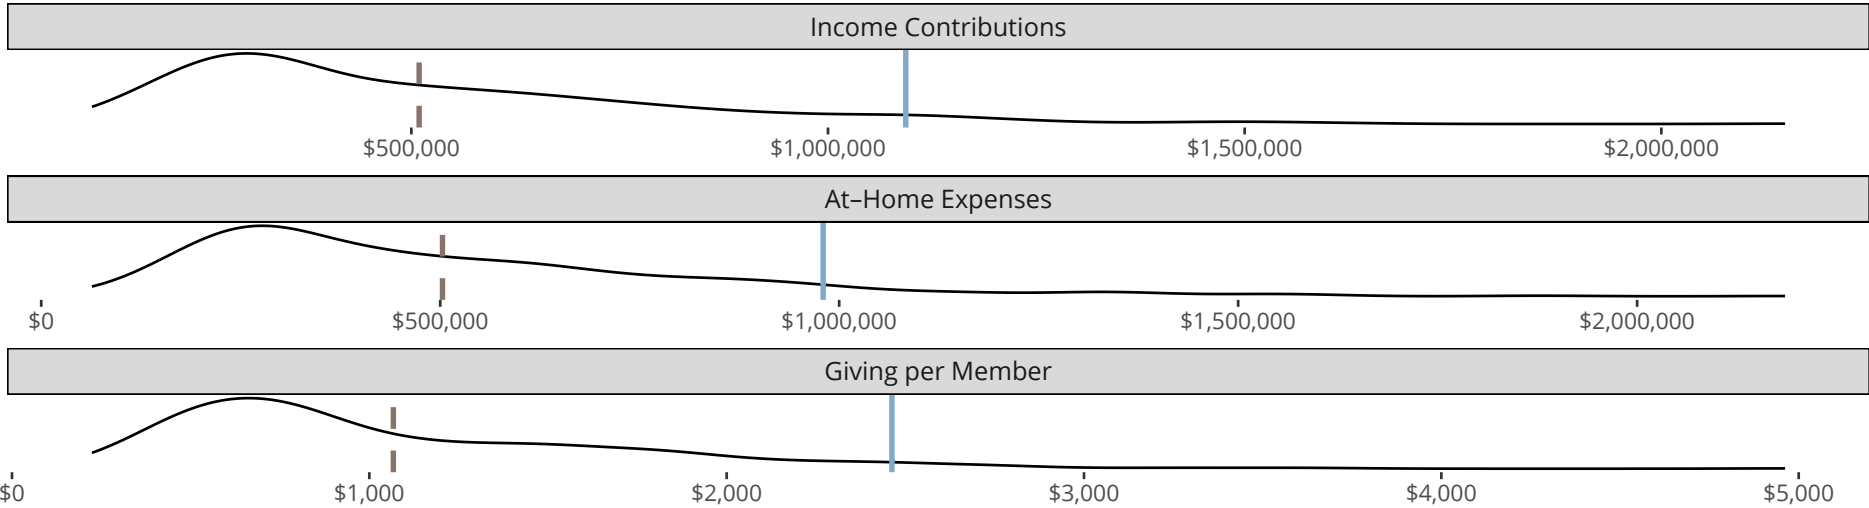 Income Contributions
$500,000 $1,000,000 $1,500,000 $2,000,000
At–Home Expenses
$0 $500,000 $1,000,000 $1,500,000 $2,000,000
Giving per Member
$0 $1,000 $2,000 $3,000 $4,000 $5,000